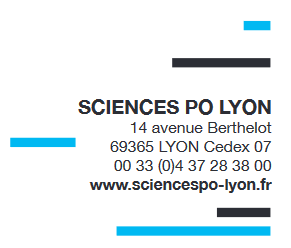 SCIENCES PO LYON
14 avenue Berthelot
69365 LYON Cedex 07
00 33 (0)4 37 28 38 00
www.sciencespo-lyon.fr